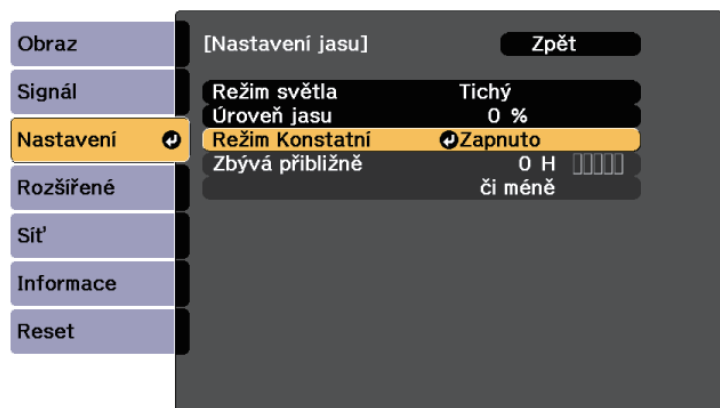 Obraz
Signál
Nastavení
Rozšířené
Síť
Informace
Reset
[Nastavení jasu] Zpět
Režim světla Tichý
Úroveň jasu 0 %
Režim Konstatní Zapnuto
Zbývá přibližně 0 H
či méně